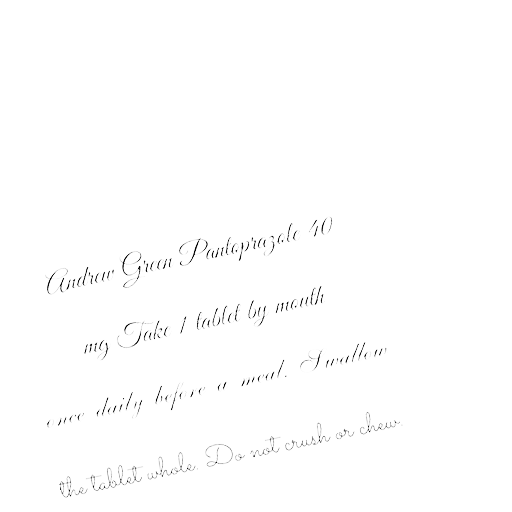 Andrew Green Pantoprazole 40
mg Take 1 tablet by mouth
once daily before a meal. Swallow
the tablet whole. Do not crush or chew.